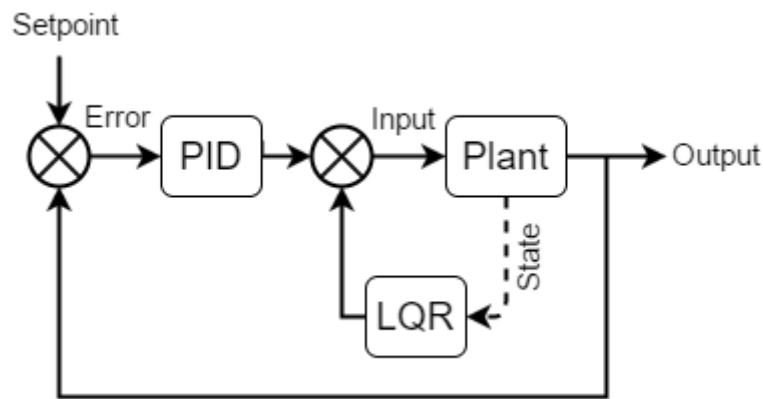 Setpoint
Error
PID
Input
Plant
Output
State
LQR